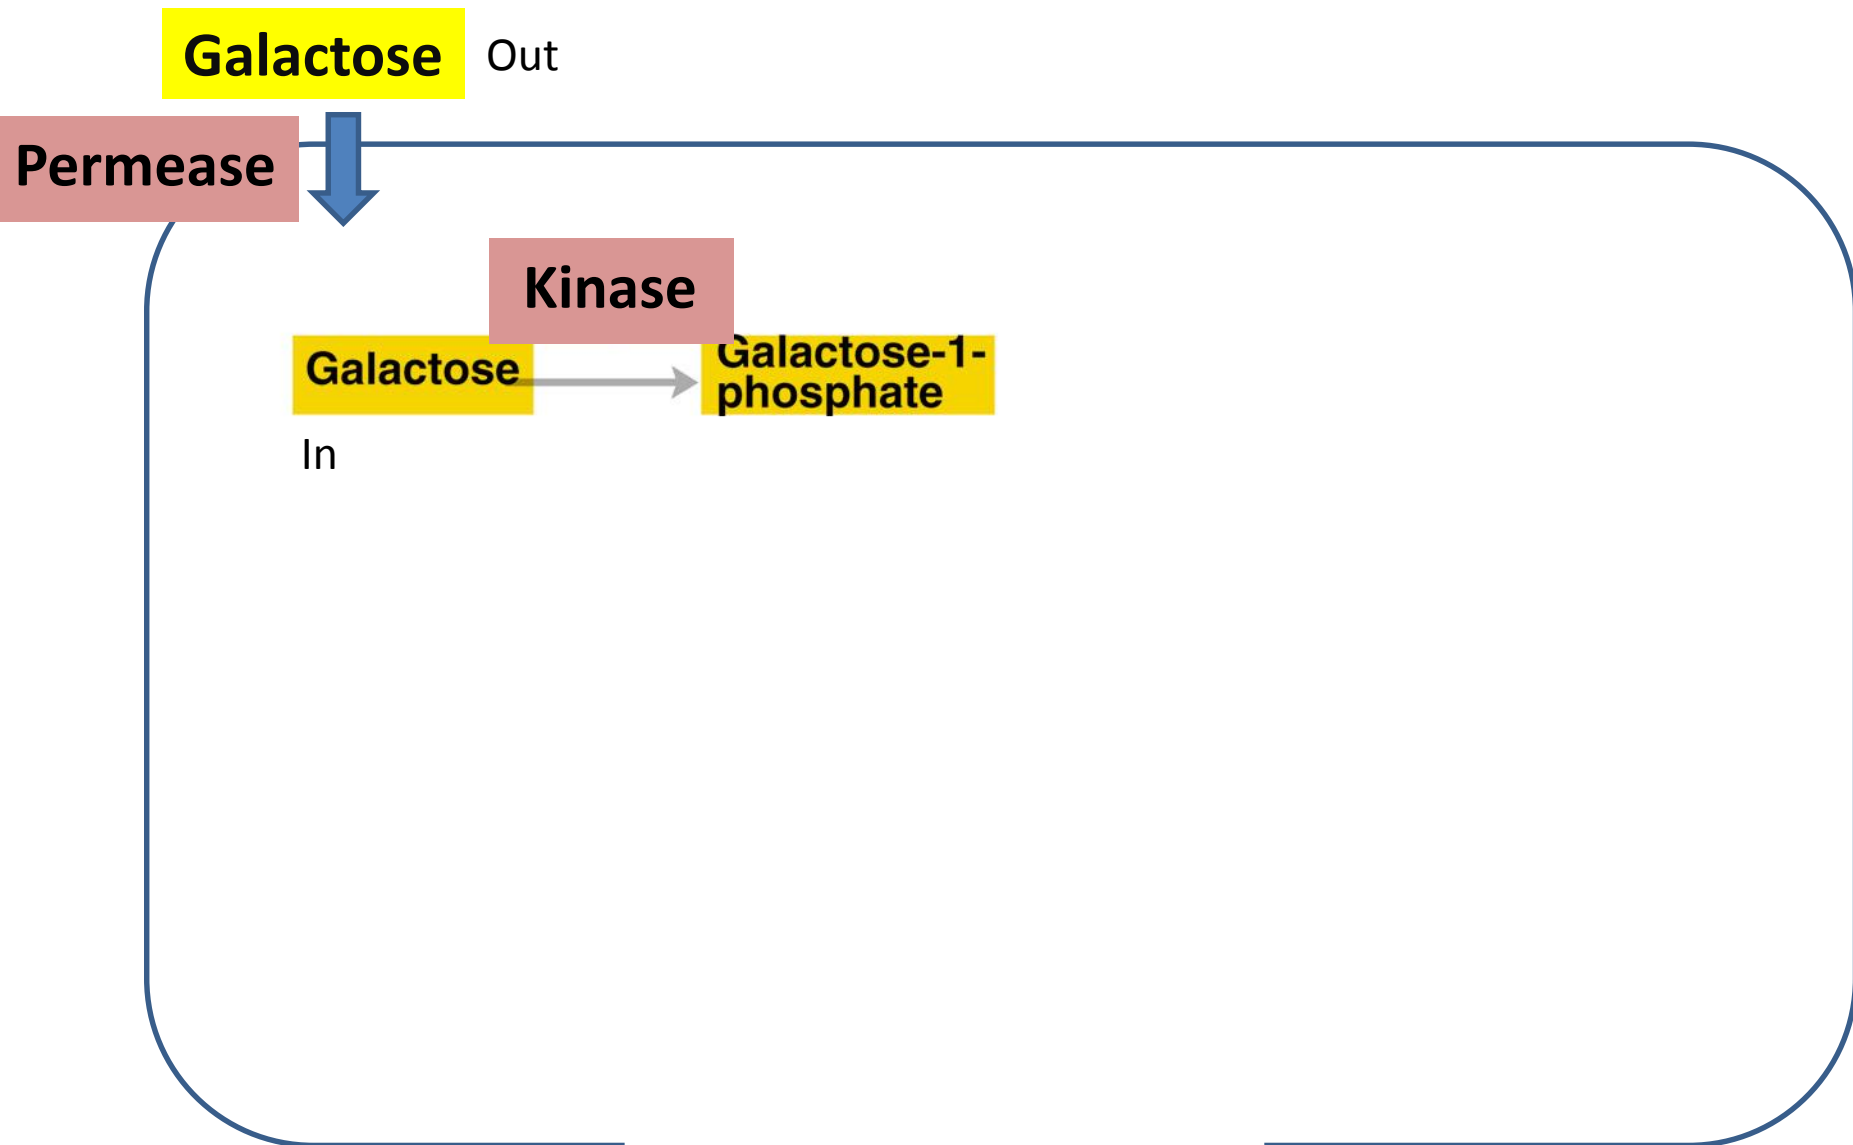 Galactose Out
Permease
Kinase
Galactose
Galactose-1-
phosphate
In